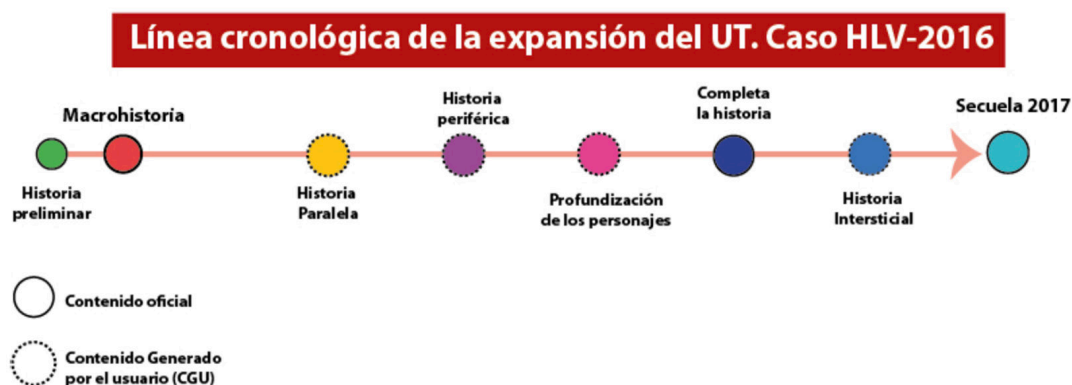 Línea cronológica de la expansión del UT. Caso HLV-2016
Macrohistoria
Historia
periférica
Completa
la historia
Secuela 2017
Historia
preliminar
Historia
Paralela
Profundización
de los personajes
Historia
Intersticial
Contenido oficial
Contenido Generado
por el usuario (CGU)